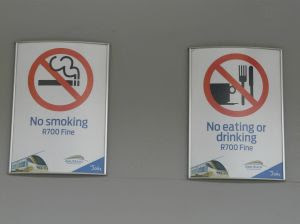 No smoking
R700 Fine
No eating or
drinking
R700 Fine